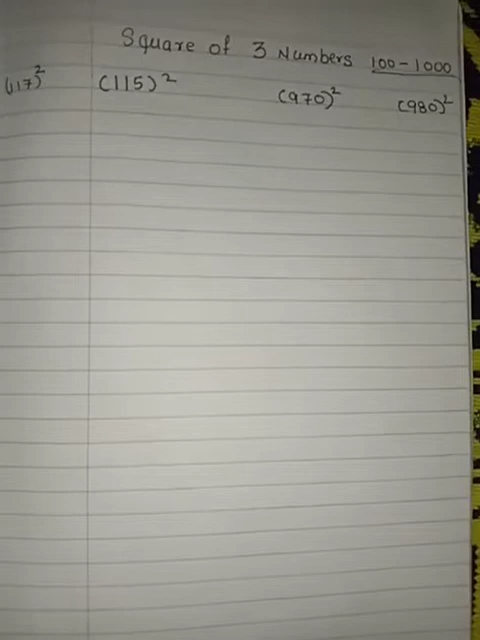 Square of 3 Numbers 100-1000
(117)² (115)² (970)² (980)²